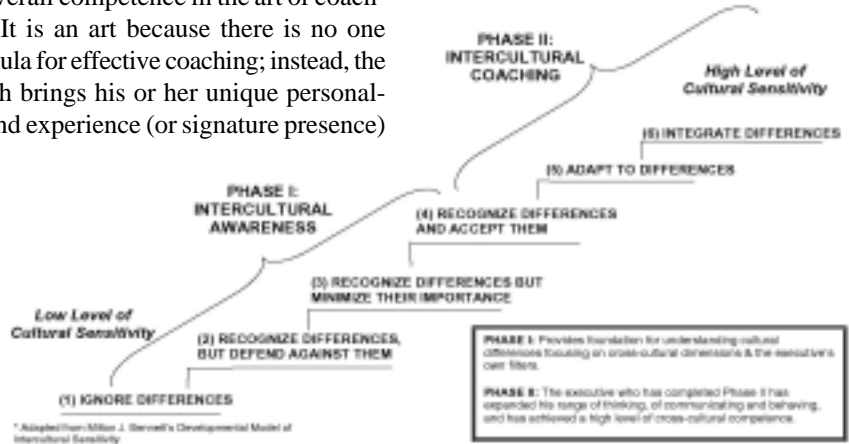 overall competence in the art of coach-
It is an art because there is no one
ula for effective coaching; instead, the
h brings his or her unique personal-
nd experience (or signature presence)
PHASE II:
INTERCULTURAL
COACHING
High Level of
Cultural Sensitivity
(6) INTEGRATE DIFFERENCES
(5) ADAPT TO DIFFERENCES
PHASE I:
INTERCULTURAL
AWARENESS
(4) RECOGNIZE DIFFERENCES
AND ACCEPT THEM
(3) RECOGNIZE DIFFERENCES BUT
MINIMIZE THEIR IMPORTANCE
Low Level of
Cultural Sensitivity
(2) RECOGNIZE DIFFERENCES,
BUT DEFEND AGAINST THEM
(1) IGNORE DIFFERENCES
PHASE I: Provides foundation for understanding cultural
differences focusing on cross-cultural dimensions & the executive's
own filters.
PHASE II: The executive who has completed Phase II has
expanded his range of thinking, of communicating and behaving,
and has achieved a high level of cross-cultural competence.
* Adapted from Milton J. Bennett's Developmental Model of
Intercultural Sensitivity